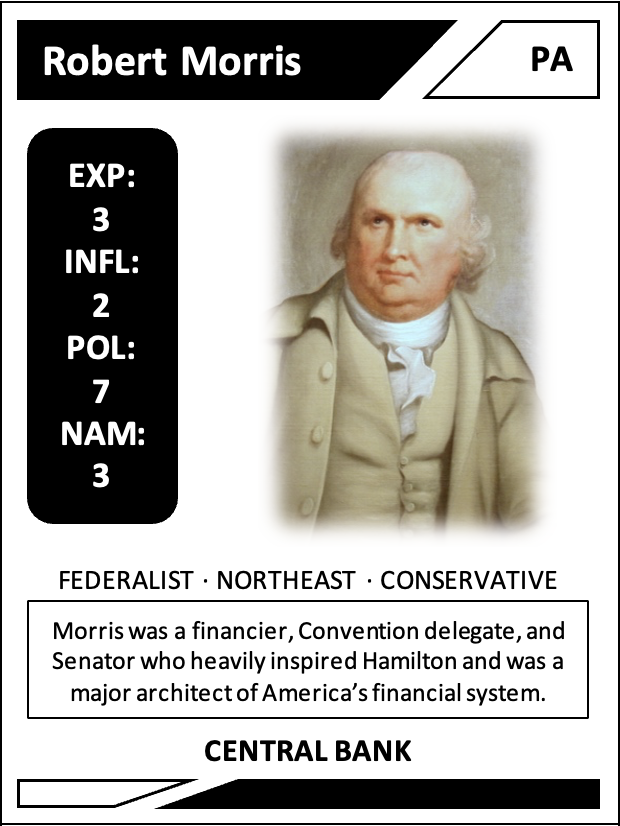 Robert Morris
PA
EXP:
3
INFL:
2
POL:
7
NAM:
3
FEDERALIST · NORTHEAST · CONSERVATIVE
Morris was a financier, Convention delegate, and
Senator who heavily inspired Hamilton and was a
major architect of America’s financial system.
CENTRAL BANK